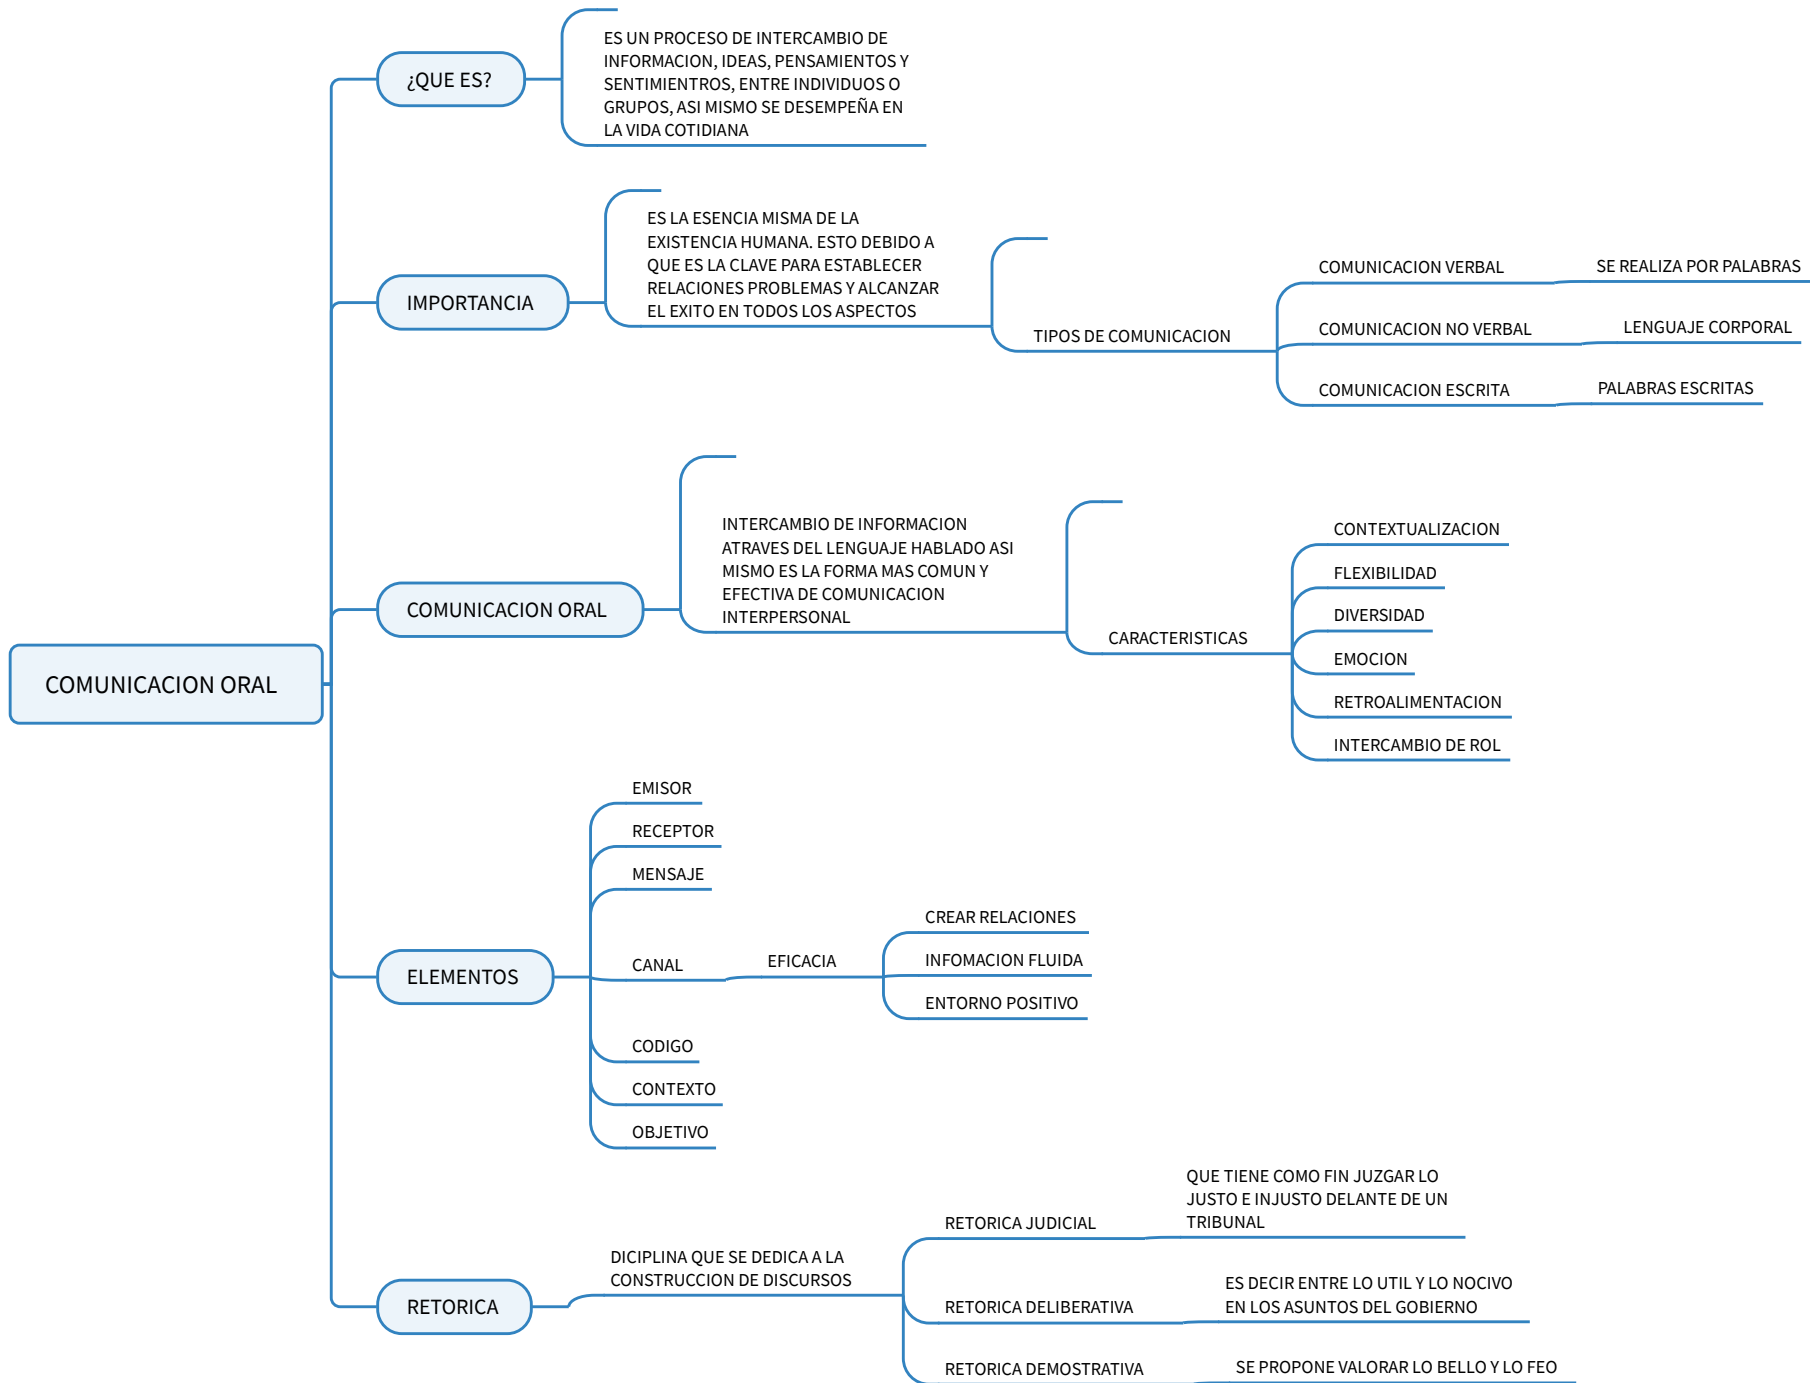 COMUNICACION ORAL
¿QUE ES?
ES UN PROCESO DE INTERCAMBIO DE
INFORMACION, IDEAS, PENSAMIENTOS Y
SENTIMIENTROS, ENTRE INDIVIDUOS O
GRUPOS, ASI MISMO SE DESEMPEÑA EN
LA VIDA COTIDIANA
IMPORTANCIA
ES LA ESENCIA MISMA DE LA
EXISTENCIA HUMANA. ESTO DEBIDO A
QUE ES LA CLAVE PARA ESTABLECER
RELACIONES PROBLEMAS Y ALCANZAR
EL EXITO EN TODOS LOS ASPECTOS
TIPOS DE COMUNICACION
COMUNICACION VERBAL
SE REALIZA POR PALABRAS
COMUNICACION NO VERBAL
LENGUAJE CORPORAL
COMUNICACION ESCRITA
PALABRAS ESCRITAS
COMUNICACION ORAL
INTERCAMBIO DE INFORMACION
ATRAVES DEL LENGUAJE HABLADO ASI
MISMO ES LA FORMA MAS COMUN Y
EFECTIVA DE COMUNICACION
INTERPERSONAL
CARACTERISTICAS
CONTEXTUALIZACION
FLEXIBILIDAD
DIVERSIDAD
EMOCION
RETROALIMENTACION
INTERCAMBIO DE ROL
ELEMENTOS
EMISOR
RECEPTOR
MENSAJE
CANAL
EFICACIA
CREAR RELACIONES
INFOMACION FLUIDA
ENTORNO POSITIVO
CODIGO
CONTEXTO
OBJETIVO
RETORICA
DICIPLINA QUE SE DEDICA A LA
CONSTRUCCION DE DISCURSOS
RETORICA JUDICIAL
QUE TIENE COMO FIN JUZGAR LO
JUSTO E INJUSTO DELANTE DE UN
TRIBUNAL
RETORICA DELIBERATIVA
ES DECIR ENTRE LO UTIL Y LO NOCIVO
EN LOS ASUNTOS DEL GOBIERNO
RETORICA DEMOSTRATIVA
SE PROPONE VALORAR LO BELLO Y LO FEO